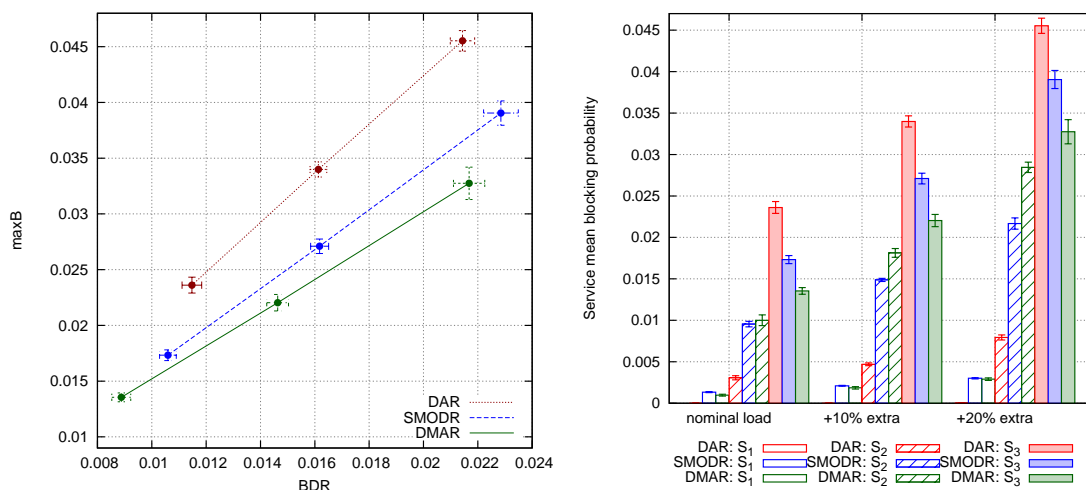 maxB
0.045
0.04
0.035
0.03
0.025
0.02
0.015
0.01
0.008 0.01 0.012 0.014 0.016 0.018 0.02 0.022 0.024
BDR
DAR
SMODR
DMAR
Service mean blocking probability
0.045
0.04
0.035
0.03
0.025
0.02
0.015
0.01
0.005
0
nominal load +10% extra +20% extra
DAR: S1 DAR: S2 DAR: S3
SMODR: S1 SMODR: S2 SMODR: S3
DMAR: S1 DMAR: S2 DMAR: S3